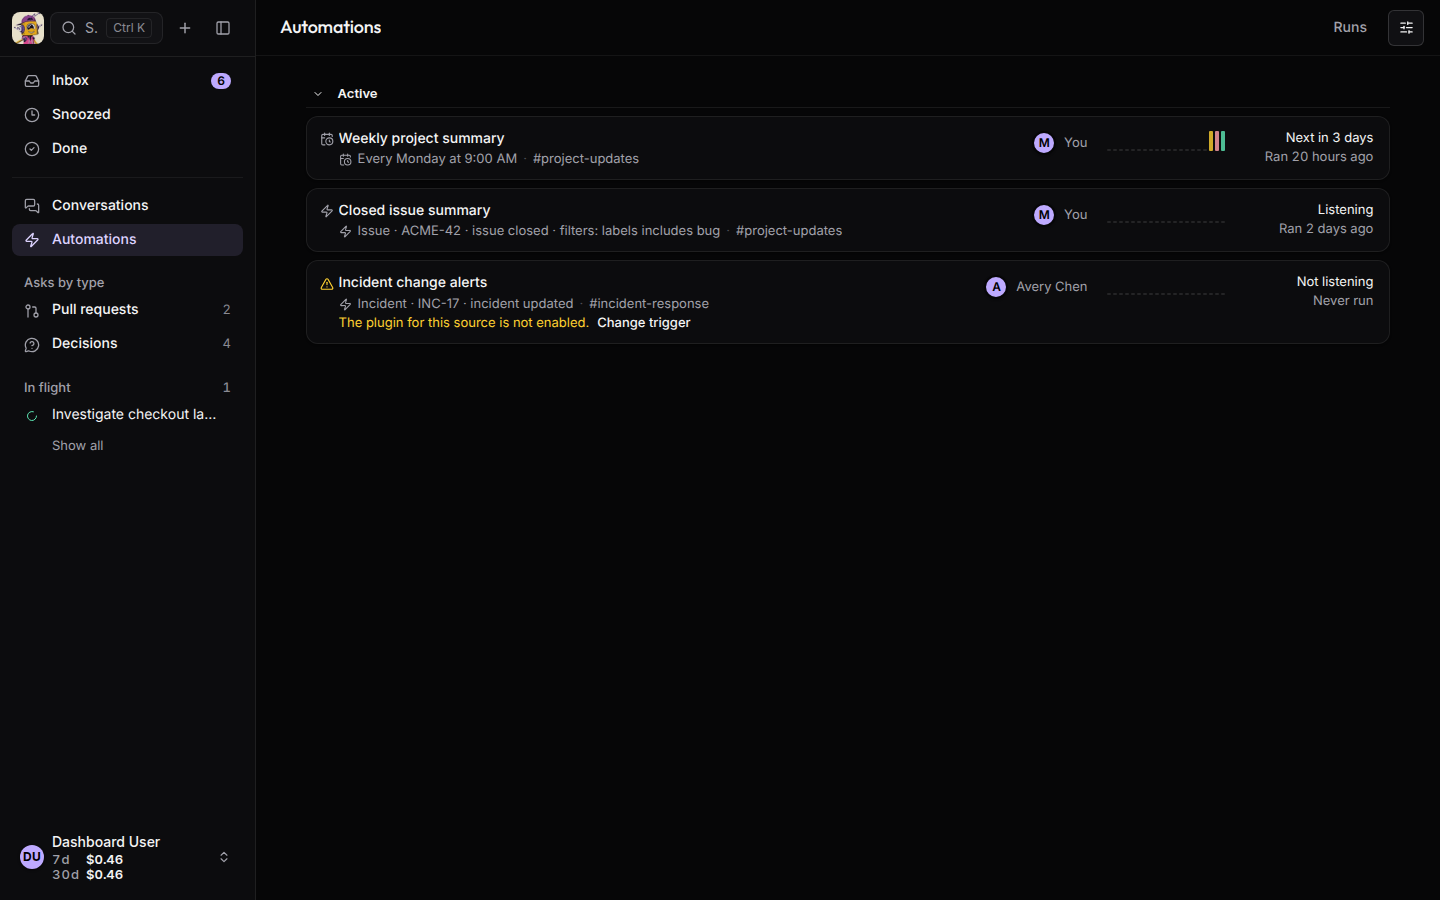 S. Ctrl K
Inbox 6
Snoozed
Done
Conversations
Automations
Asks by type
Pull requests 2
Decisions 4
In flight 1
Investigate checkout la...
Show all
DU
Dashboard User
7d $0.46
30d $0.46
Automations
Runs
Active
Weekly project summary
Every Monday at 9:00 AM · #project-updates
M You
Next in 3 days
Ran 20 hours ago
Closed issue summary
Issue · ACME-42 · issue closed · filters: labels includes bug · #project-updates
M You
Listening
Ran 2 days ago
Incident change alerts
Incident · INC-17 · incident updated · #incident-response
The plugin for this source is not enabled. Change trigger
A Avery Chen
Not listening
Never run